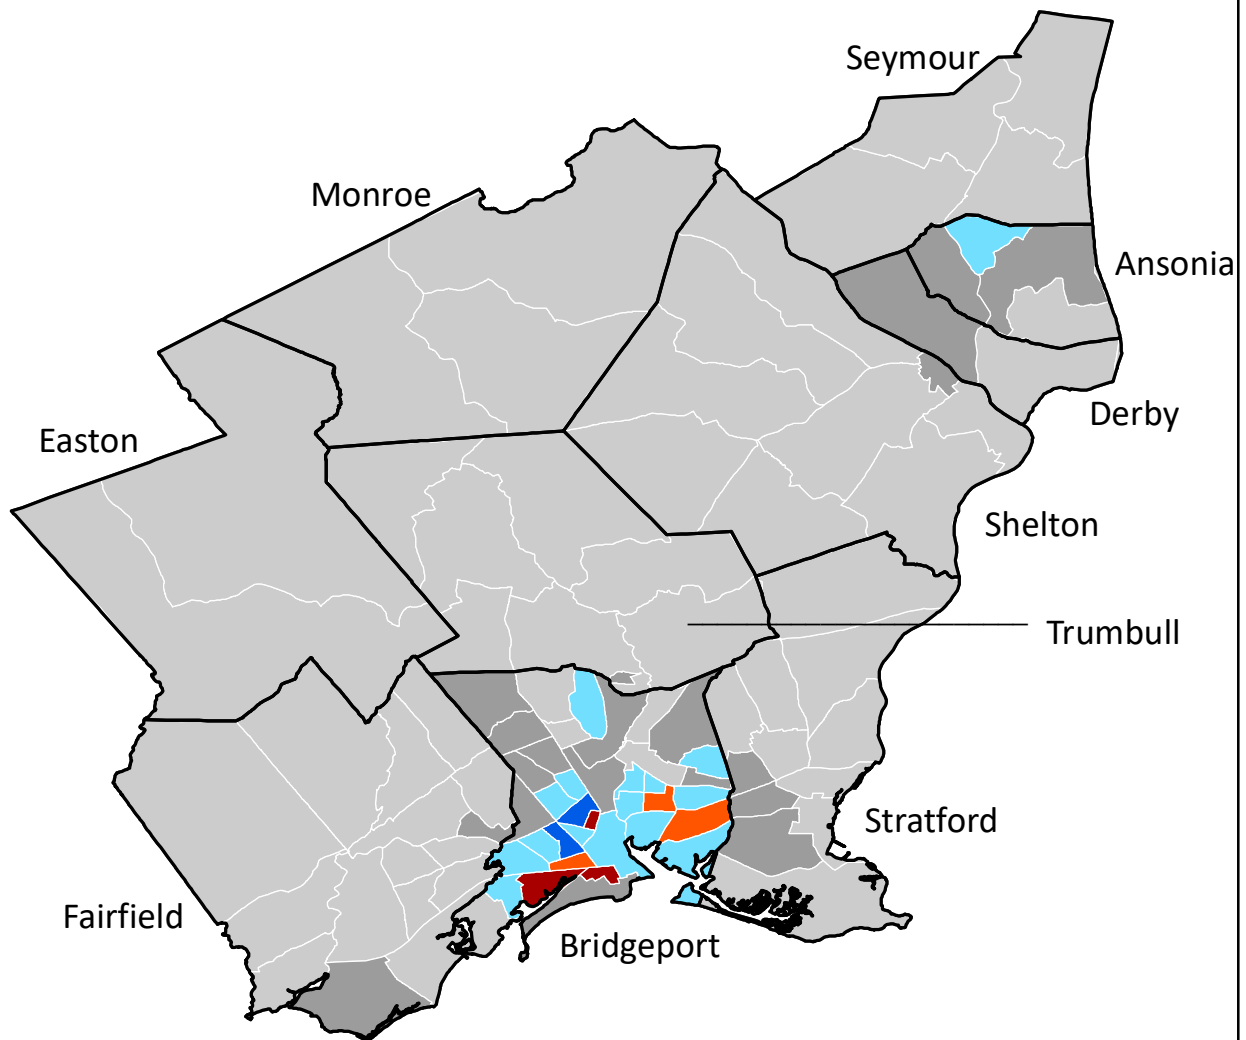 Seymour
Monroe
Ansonia
Derby
Easton
Shelton
Trumbull
Stratford
Fairfield
Bridgeport